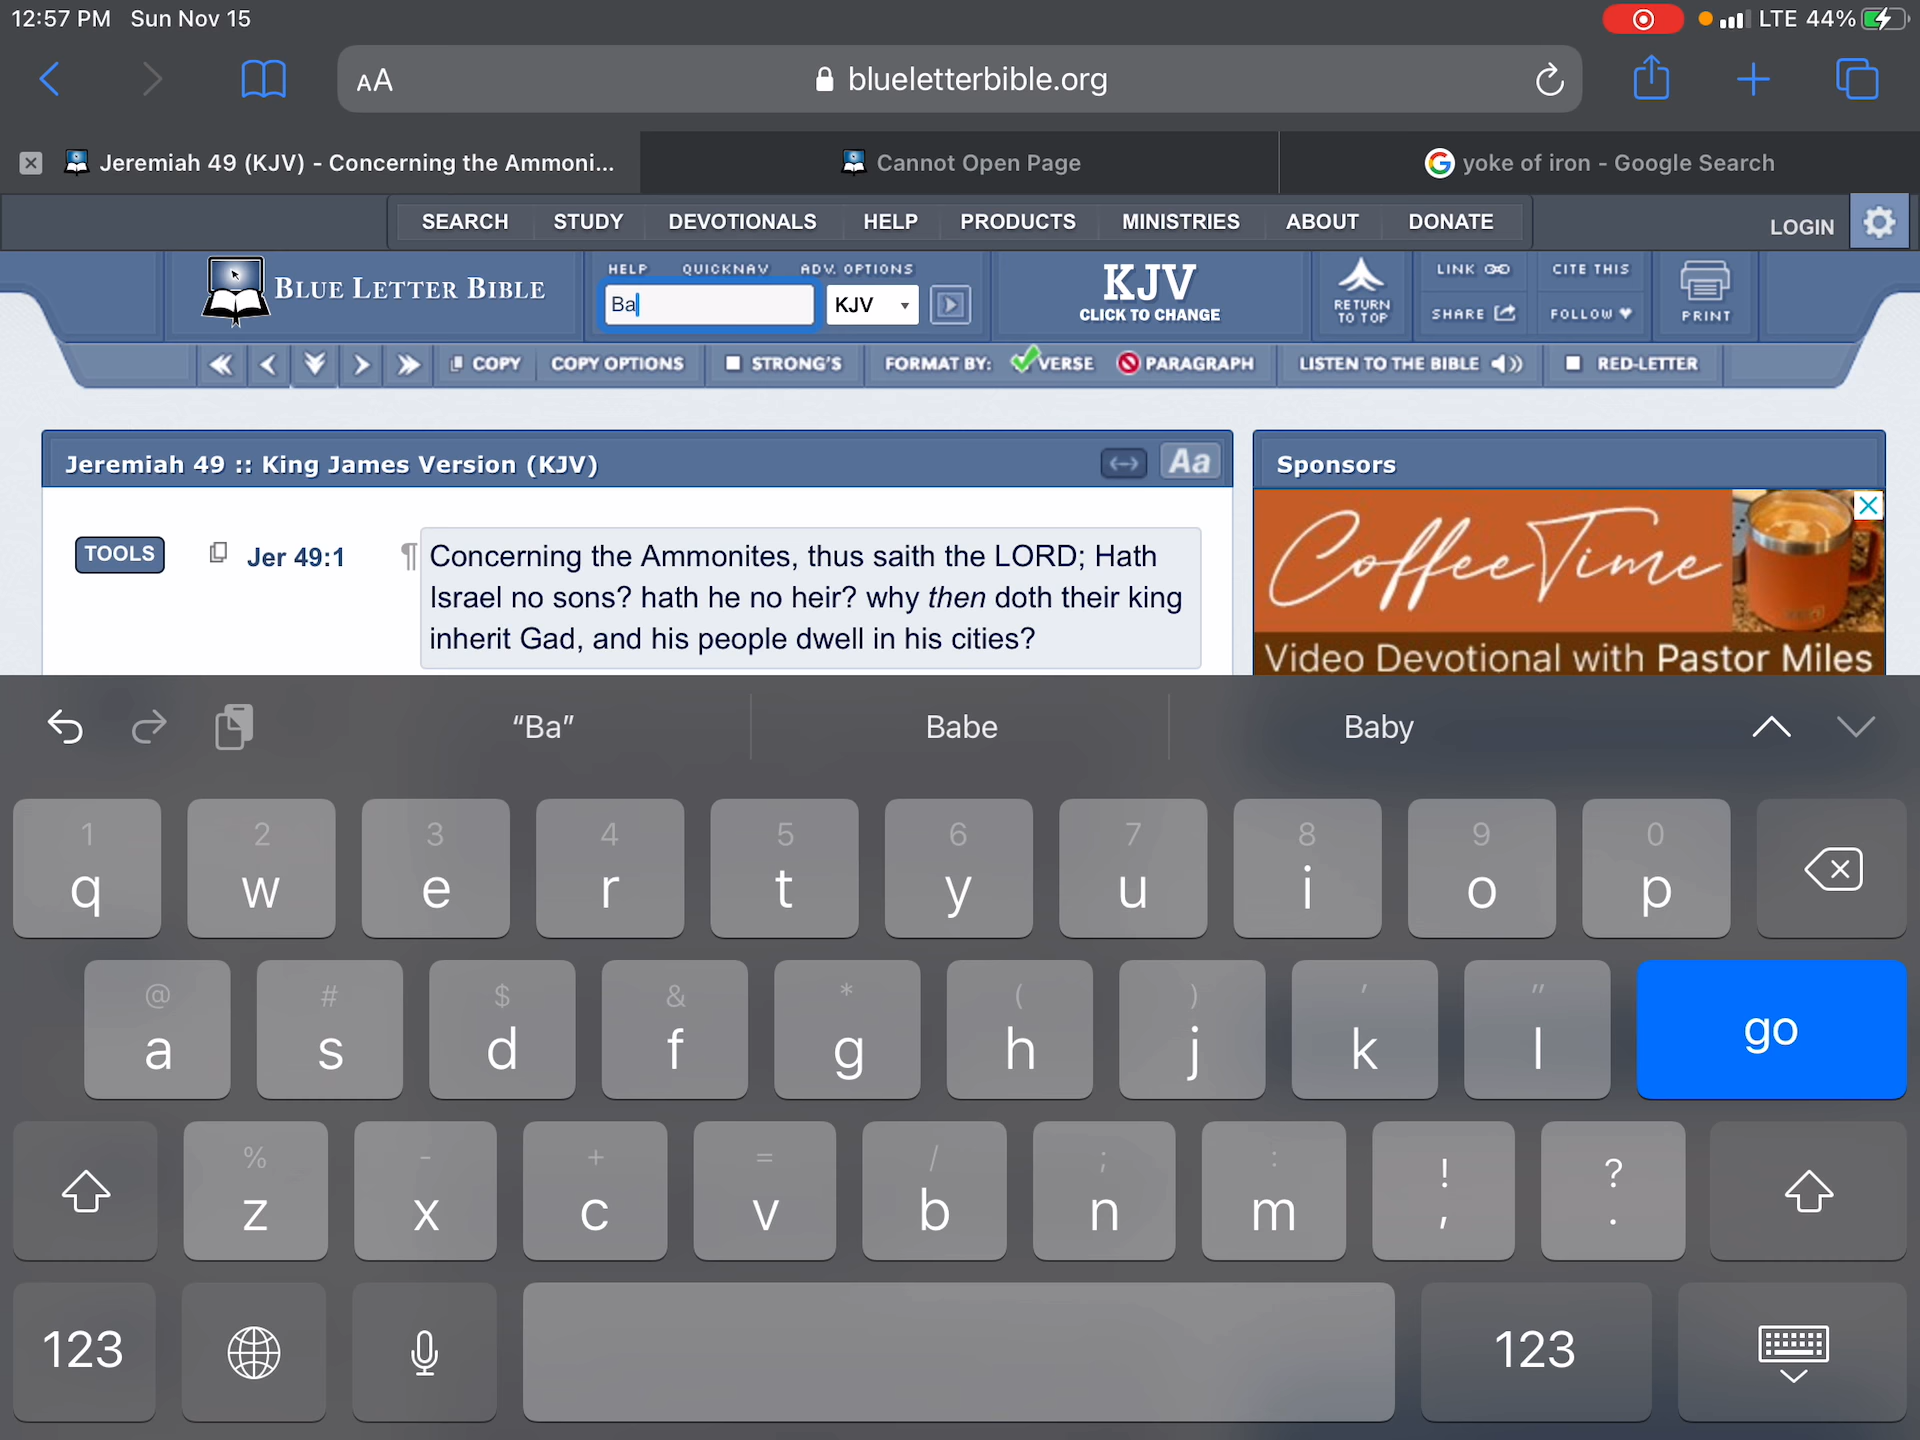 12:57 PM Sun Nov 15
LTE 44%
AA
blueletterbible.org
Jeremiah 49 (KJV) - Concerning the Ammoni...
Cannot Open Page
yoke of iron - Google Search
SEARCH STUDY DEVOTIONALS HELP PRODUCTS MINISTRIES ABOUT DONATE
LOGIN
BLUE LETTER BIBLE
HELP QUICKNAV ADV. OPTIONS
Ba
KJV
KJV
CLICK TO CHANGE
RETURN
TO TOP
LINK
CITE THIS
SHARE
FOLLOW
PRINT
COPY COPY OPTIONS STRONG'S FORMAT BY: VERSE PARAGRAPH LISTEN TO THE BIBLE RED-LETTER
Jeremiah 49 :: King James Version (KJV)
Aa
Sponsors
TOOLS
Jer 49:1
¶
Concerning the Ammonites, thus saith the LORD; Hath
Israel no sons? hath he no heir? why then doth their king
inherit Gad, and his people dwell in his cities?
Coffee Time
Video Devotional with Pastor Miles
“Ba” Babe Baby
1 2 3 4 5 6 7 8 9 0
q w e r t y u i o p
@ # $ & * ( ) ' "
a s d f g h j k l go
% - + = / ; : ! ?
z x c v b n m , .
123 123